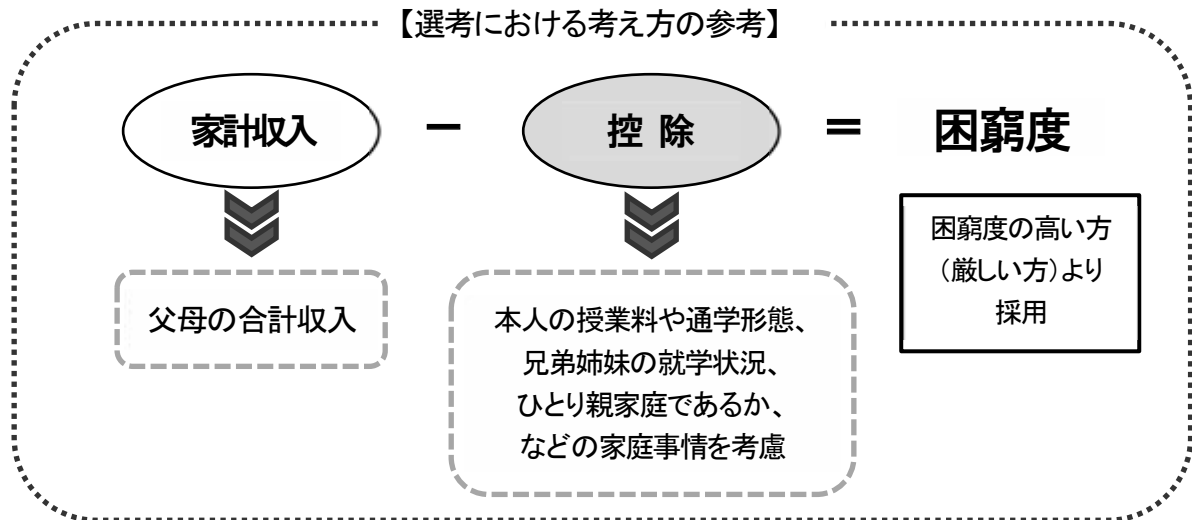 【選考における考え方の参考】
家計収入 － 控 除 ＝ 困窮度
父母の合計収入
本人の授業料や通学形態、
兄弟姉妹の就学状況、
ひとり親家庭であるか、
などの家庭事情を考慮
困窮度の高い方
（厳しい方）より
採用